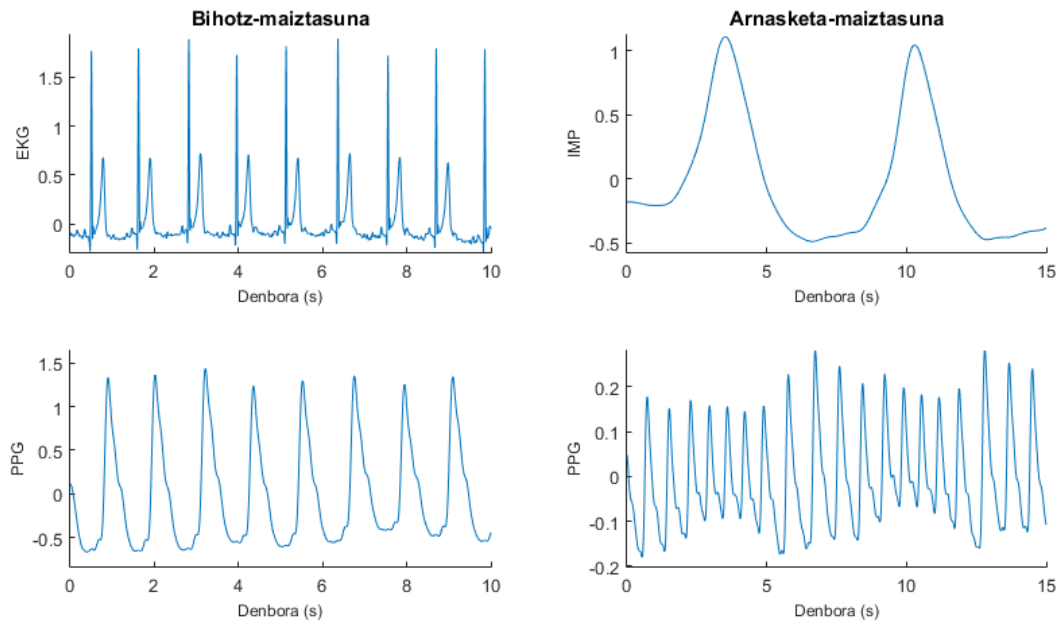 Bihotz-maiztasuna
EKG
1.5
1
0.5
0
0 2 4 6 8 10
Denbora (s)
Arnasketa-maiztasuna
IMP
1
0.5
0
-0.5
0 5 10 15
Denbora (s)
PPG
1.5
1
0.5
0
-0.5
0 2 4 6 8 10
Denbora (s)
PPG
0.2
0.1
0
-0.1
-0.2
0 5 10 15
Denbora (s)